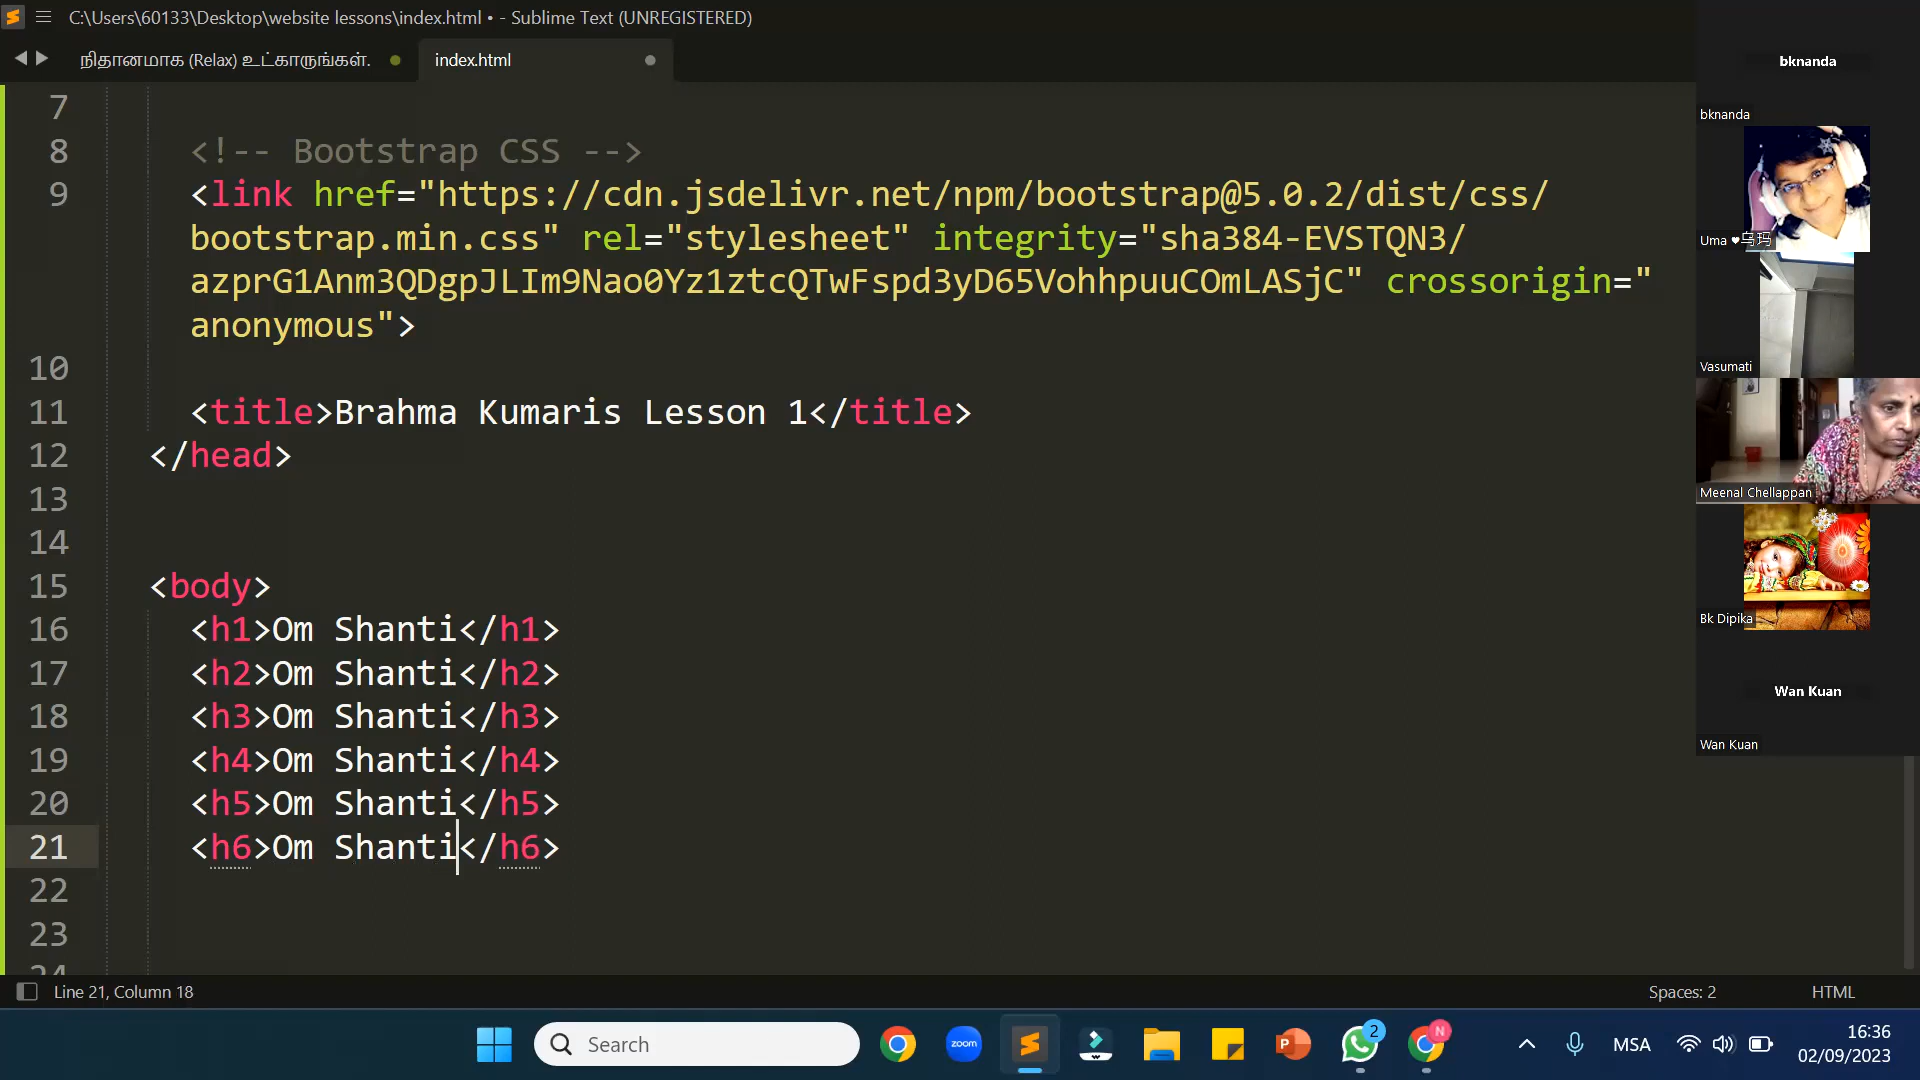 C:\Users\60133\Desktop\website lessons\index.html • - Sublime Text (UNREGISTERED)
நிதானமாக (Relax) உட்காருங்கள்.
index.html
7
8 <!-- Bootstrap CSS -->
9 <link href="https://cdn.jsdelivr.net/npm/bootstrap@5.0.2/dist/css/
bootstrap.min.css" rel="stylesheet" integrity="sha384-EVSTQN3/
azprG1Anm3QDgpJLIm9Nao0Yz1ztcQTwFspd3yD65VohhpuuCOmLASjC" crossorigin="
anonymous">
10
11 <title>Brahma Kumaris Lesson 1</title>
12 </head>
13
14
15 <body>
16 <h1>Om Shanti</h1>
17 <h2>Om Shanti</h2>
18 <h3>Om Shanti</h3>
19 <h4>Om Shanti</h4>
20 <h5>Om Shanti</h5>
21 <h6>Om Shanti</h6>
22
23
24
bknanda
bknanda
Uma ♥乌玛
Vasumati
Meenal Chellappan
Bk Dipika
Wan Kuan
Wan Kuan
Line 21, Column 18
Spaces: 2
HTML
Search
zoom
P
2
N
MSA
16:36
02/09/2023